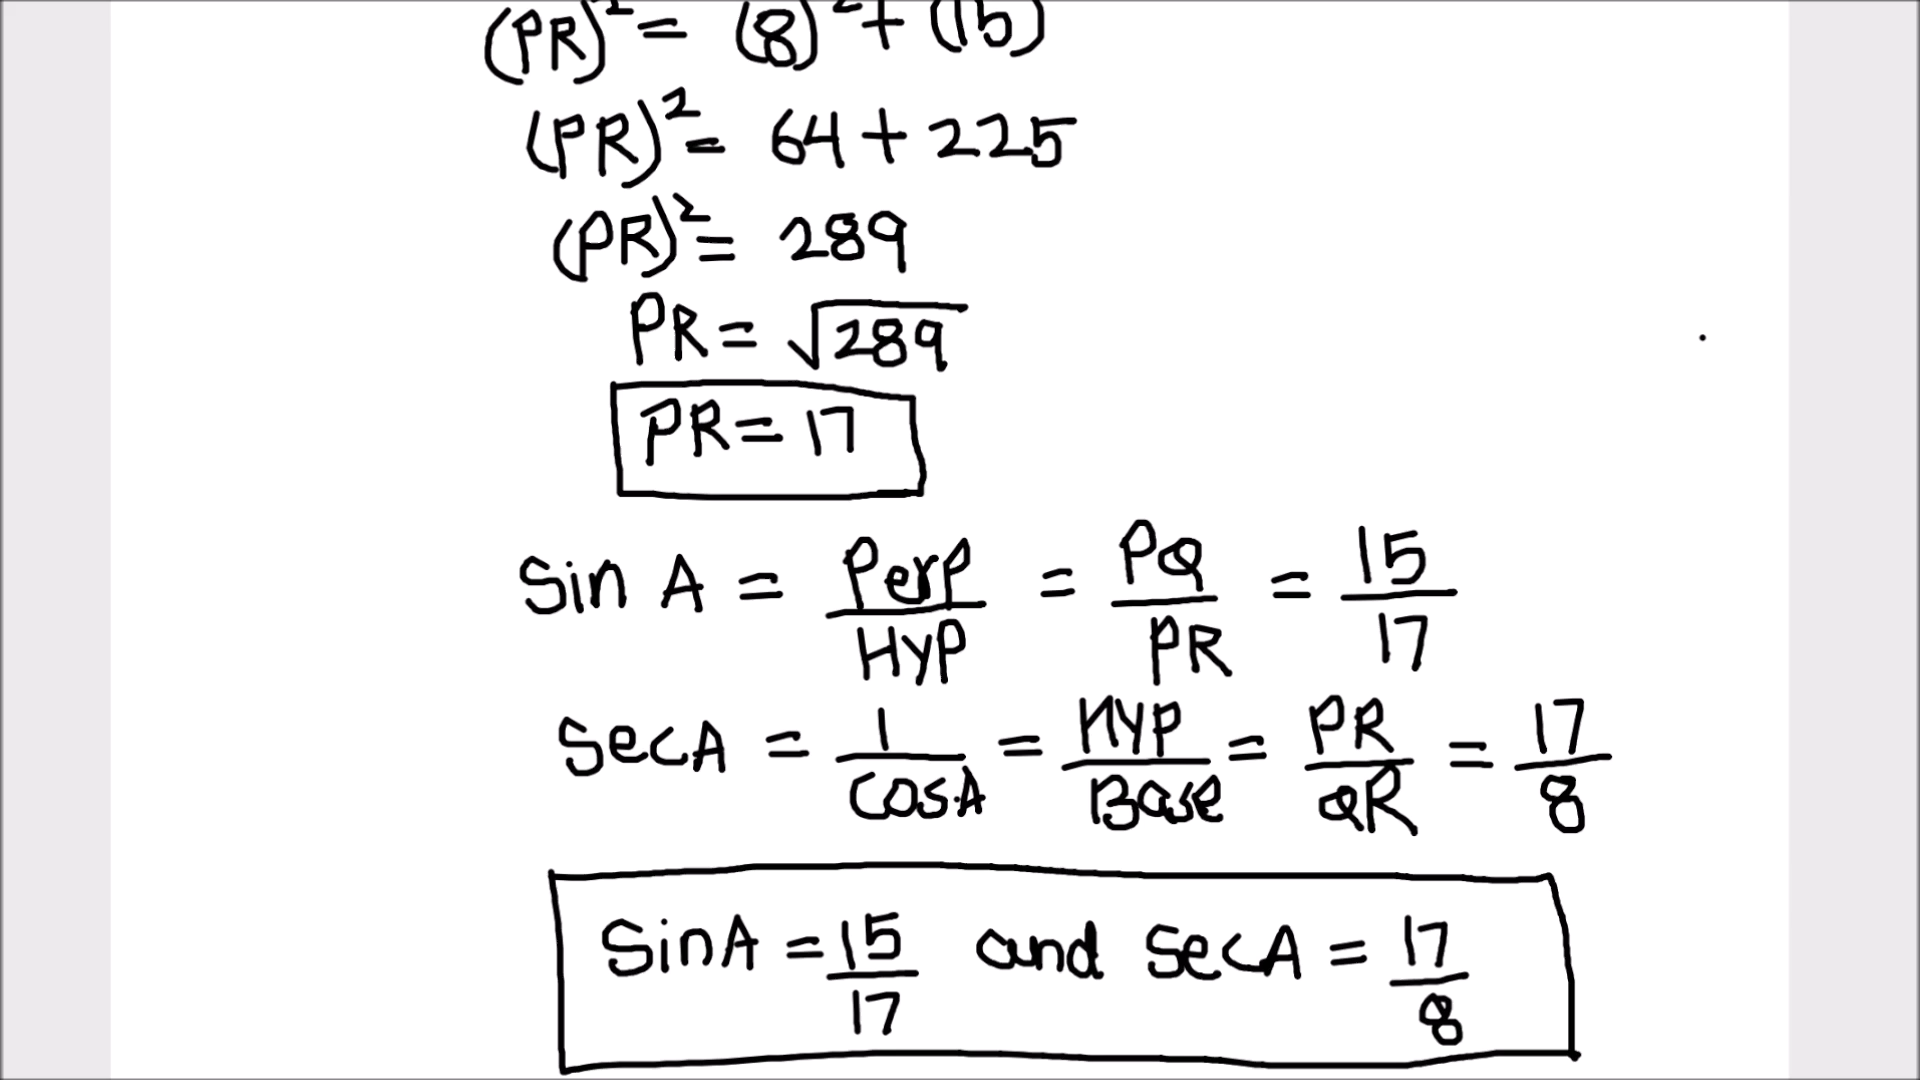 (PR)² = (8)² + (15)
(PR)² = 64 + 225
(PR)² = 289
PR = √289
PR = 17
Sin A = Perp/HYP = PQ/PR = 15/17
SecA = 1/CosA = HYP/Base = PR/QR = 17/8
SinA = 15/17 and SecA = 17/8